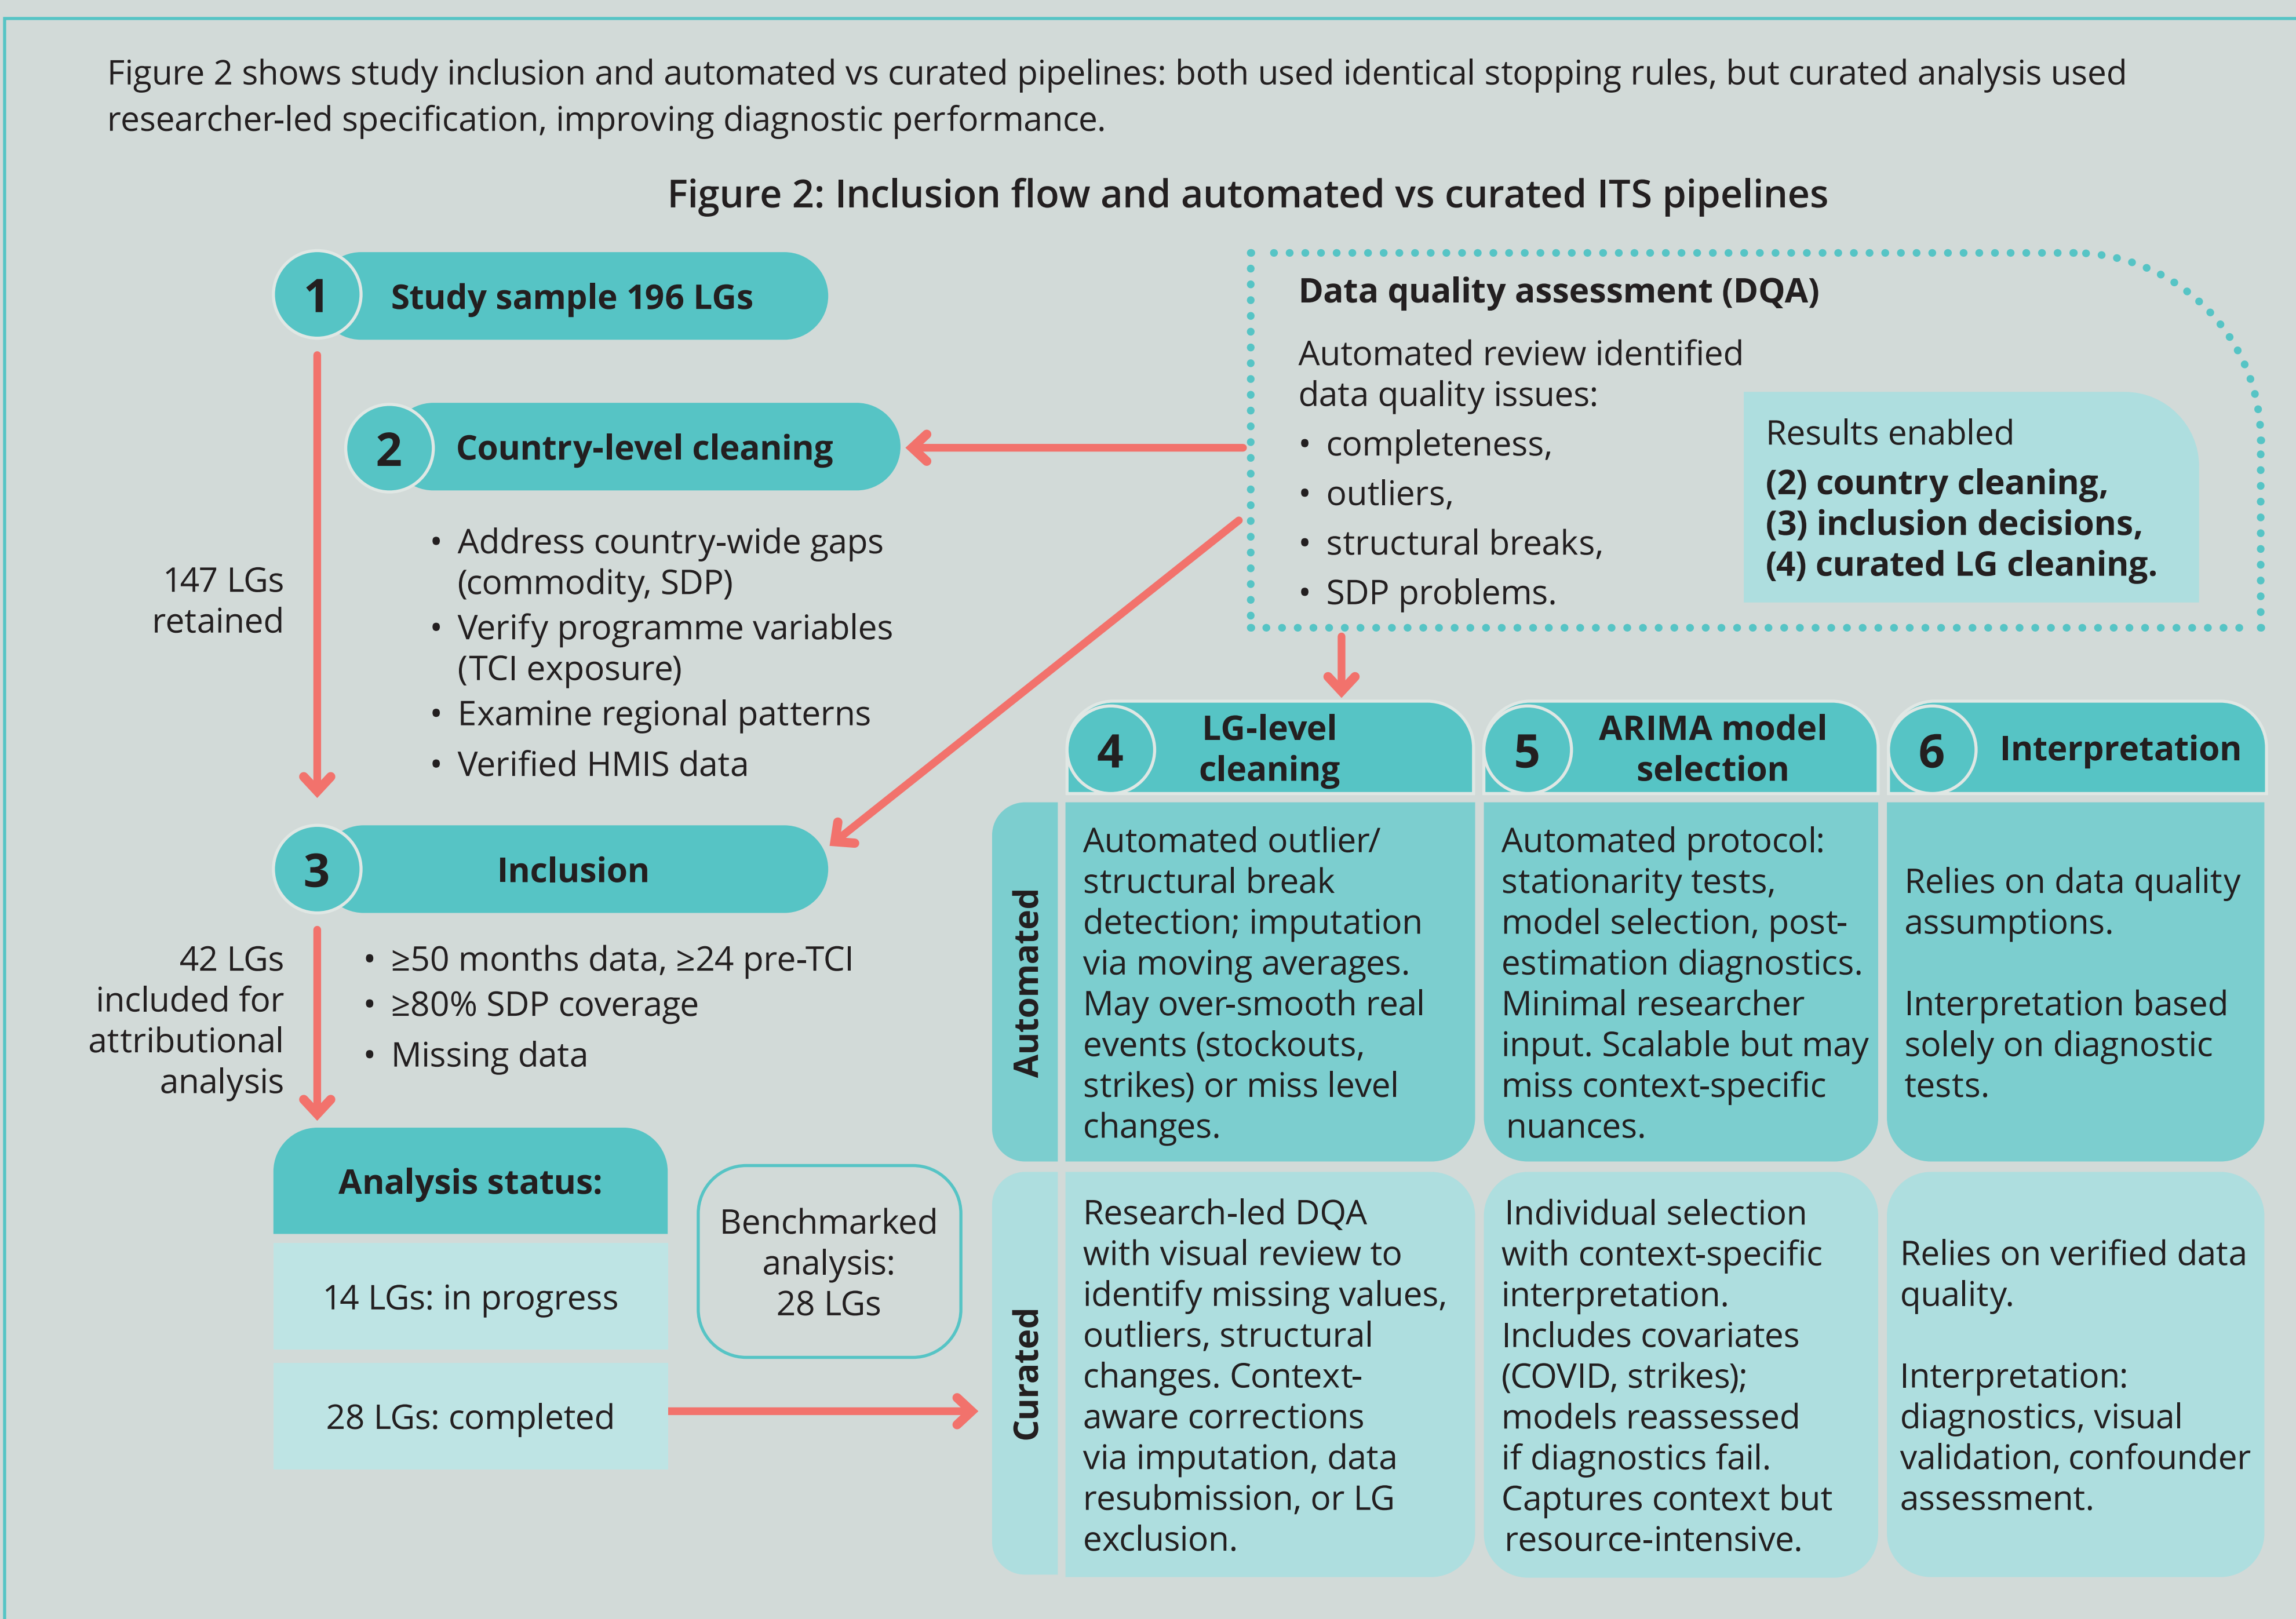 Figure 2 shows study inclusion and automated vs curated pipelines: both used identical stopping rules, but curated analysis used
researcher-led specification, improving diagnostic performance.
Figure 2: Inclusion flow and automated vs curated ITS pipelines
1
Study sample 196 LGs
147 LGs
retained
2
Country-level cleaning
• Address country-wide gaps
(commodity, SDP)
• Verify programme variables
(TCI exposure)
• Examine regional patterns
• Verified HMIS data
Data quality assessment (DQA)
Automated review identified
data quality issues:
• completeness,
• outliers,
• structural breaks,
• SDP problems.
Results enabled
(2) country cleaning,
(3) inclusion decisions,
(4) curated LG cleaning.
3
Inclusion
42 LGs
included for
attributional
analysis
• ≥50 months data, ≥24 pre-TCI
• ≥80% SDP coverage
• Missing data
Analysis status:
14 LGs: in progress
28 LGs: completed
Benchmarked
analysis:
28 LGs
4
LG-level
cleaning
5
ARIMA model
selection
6
Interpretation
Automated
Automated outlier/
structural break
detection; imputation
via moving averages.
May over-smooth real
events (stockouts,
strikes) or miss level
changes.
Automated protocol:
stationarity tests,
model selection, post-
estimation diagnostics.
Minimal researcher
input. Scalable but may
miss context-specific
nuances.
Relies on data quality
assumptions.
Interpretation based
solely on diagnostic
tests.
Curated
Research-led DQA
with visual review to
identify missing values,
outliers, structural
changes. Context-
aware corrections
via imputation, data
resubmission, or LG
exclusion.
Individual selection
with context-specific
interpretation.
Includes covariates
(COVID, strikes);
models reassessed
if diagnostics fail.
Captures context but
resource-intensive.
Relies on verified data
quality.
Interpretation:
diagnostics, visual
validation, confounder
assessment.